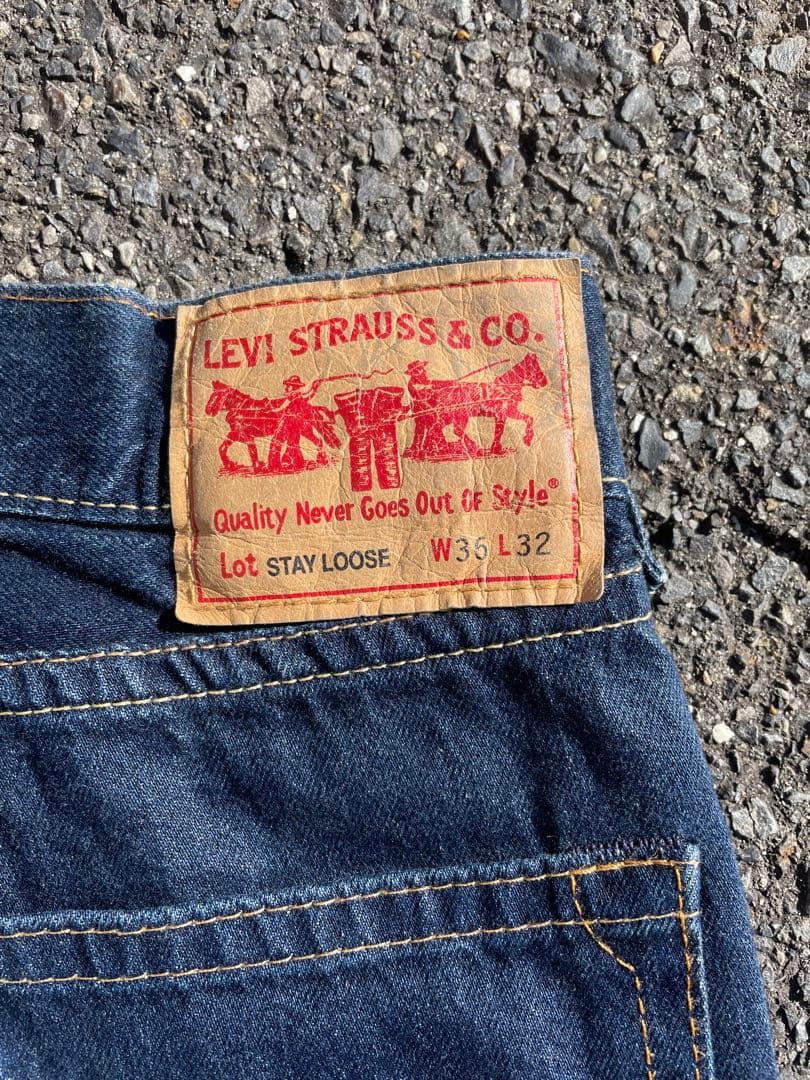 LEVI STRAUSS & CO.
Quality Never Goes Out OF Style®
Lot STAY LOOSE W36 L32